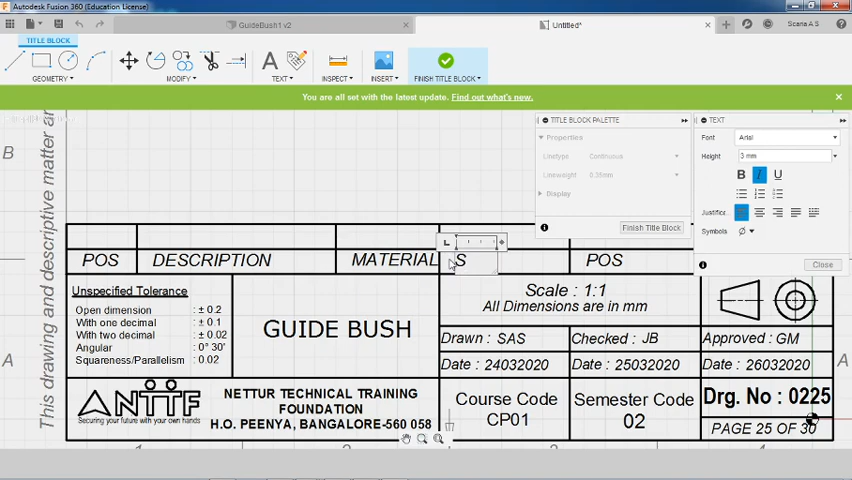 Autodesk Fusion 360 (Education License)
GuideBush1 v2
Untitled*
Scaria A S
TITLE BLOCK
GEOMETRY
MODIFY
TEXT
INSPECT
INSERT
FINISH TITLE BLOCK
You are all set with the latest update. Find out what's new.
TITLE BLOCK PALETTE
Properties
Linetype Continuous
Lineweight 0.35mm
Display
Finish Title Block
TEXT
Font Arial
Height 3 mm
B I U
Justificat
Symbols Ø
Close
B
This drawing and descriptive matter ar
POS DESCRIPTION MATERIAL S POS
Unspecified Tolerance
Open dimension : ± 0.2
With one decimal : ± 0.1
With two decimal : ± 0.02
Angular : 0° 30'
Squareness/Parallelism : 0.02
GUIDE BUSH
Scale : 1:1
All Dimensions are in mm
Drawn : SAS Checked : JB Approved : GM
Date : 24032020 Date : 25032020 Date : 26032020
A
A
NTTF
Securing your future with your own hands
NETTUR TECHNICAL TRAINING
FOUNDATION
H.O. PEENYA, BANGALORE-560 058
Course Code
CP01
Semester Code
02
Drg. No : 0225
PAGE 25 OF 30